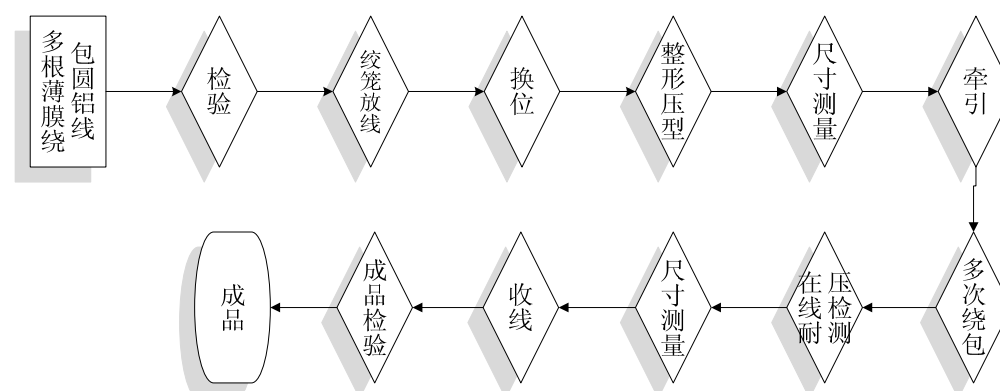 多根薄膜绕
包圆铝线
检验
绞笼放线
换位
整形压型
尺寸测量
牵引
多次绕包
在线耐
压检测
尺寸测量
收线
成品检验
成品